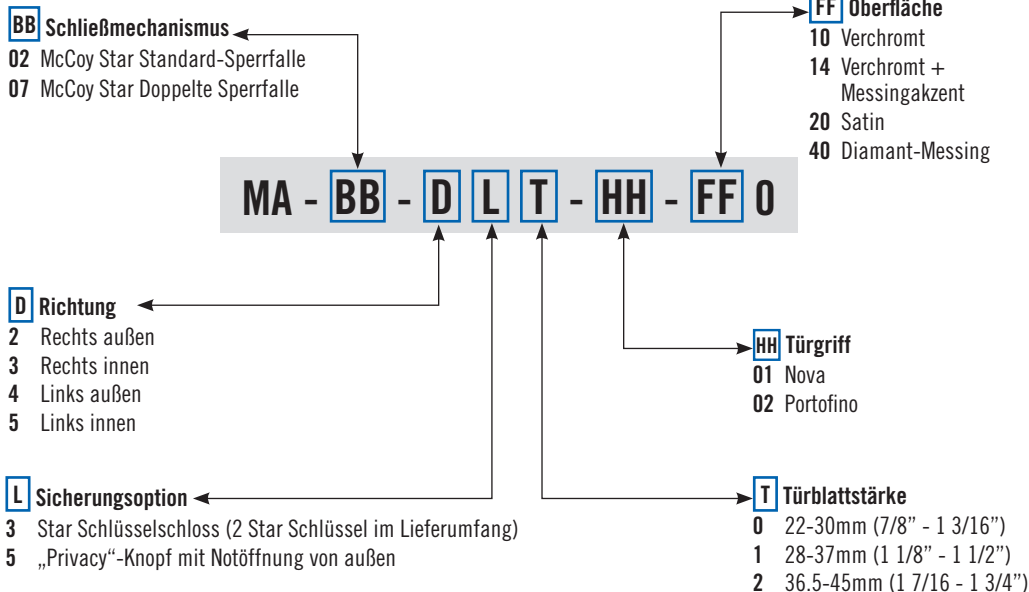 BB Schließmechanismus
02 McCoy Star Standard-Sperrfalle
07 McCoy Star Doppelte Sperrfalle
FF Oberfläche
10 Verchromt
14 Verchromt +
Messingakzent
20 Satin
40 Diamant-Messing
MA - BB - D L T - HH - FF 0
D Richtung
2 Rechts außen
3 Rechts innen
4 Links außen
5 Links innen
HH Türgriff
01 Nova
02 Portofino
L Sicherungsoption
3 Star Schlüsselschloss (2 Star Schlüssel im Lieferumfang)
5 „Privacy“-Knopf mit Notöffnung von außen
T Türblattstärke
0 22-30mm (7/8” - 1 3/16”)
1 28-37mm (1 1/8” - 1 1/2”)
2 36.5-45mm (1 7/16 - 1 3/4”)